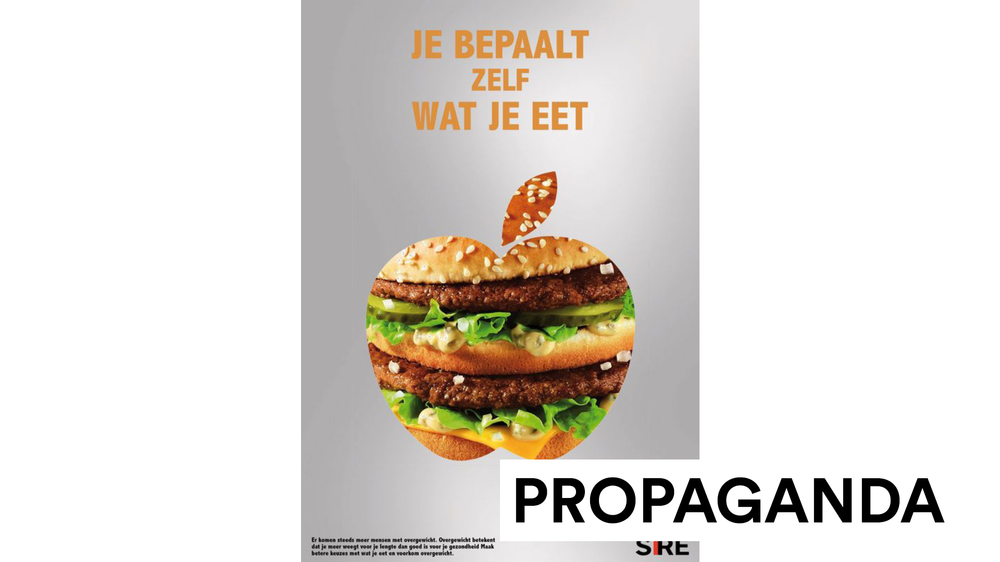 JE BEPAALT
ZELF
WAT JE EET
PROPAGANDA
Er komen steeds meer mensen met overgewicht. Overgewicht betekent
dat je meer weegt voor je lengte dan goed is voor je gezondheid Maak
betere keuzes met wat je eet en voorkom overgewicht.
SIRE